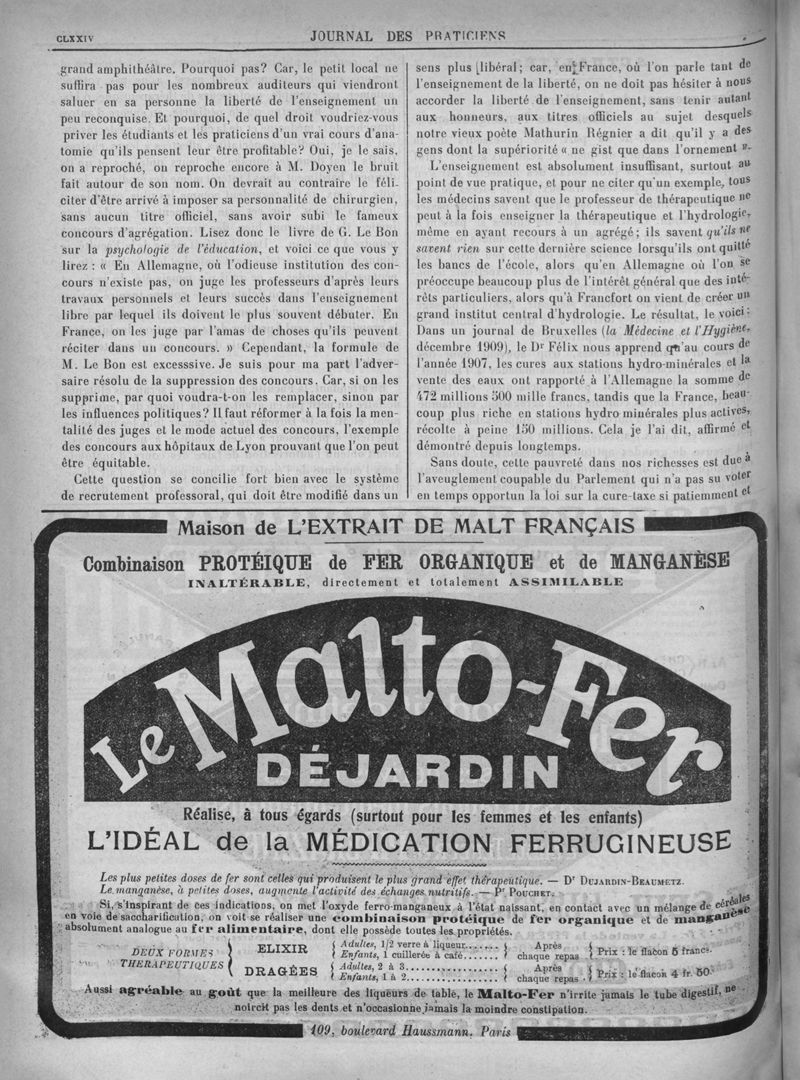 CLXXIV
JOURNAL DES PRATICIENS
grand amphithéâtre. Pourquoi pas? Car, le petit local ne
suffira pas pour les nombreux auditeurs qui viendront
saluer en sa personne la liberté de l'enseignement un
peu reconquise. Et pourquoi, de quel droit voudriez-vous
priver les étudiants et les praticiens d'un vrai cours d'ana-
tomie qu'ils pensent leur être profitable? Oui, je le sais,
on a reproché, on reproche encore à M. Doyen le bruit
fait autour de son nom. On devrait au contraire le féli-
citer d'être arrivé à imposer sa personnalité de chirurgien,
sans aucun titre officiel, sans avoir subi le fameux
concours d'agrégation. Lisez donc le livre de G. Le Bon
sur la psychologie de l'éducation, et voici ce que vous y
lirez : « En Allemagne, où l'odieuse institution des con-
cours n'existe pas, on juge les professeurs d'après leurs
travaux personnels et leurs succès dans l'enseignement
libre par lequel ils doivent le plus souvent débuter. En
France, on les juge par l'amas de choses qu'ils peuvent
réciter dans un concours. » Cependant, la formule de
M. Le Bon est excesssive. Je suis pour ma part l'adver-
saire résolu de la suppression des concours. Car, si on les
supprime, par quoi voudra-t-on les remplacer, sinon par
les influences politiques? Il faut réformer à la fois la men-
talité des juges et le mode actuel des concours, l'exemple
des concours aux hôpitaux de Lyon prouvant que l'on peut
être équitable.
Cette question se concilie fort bien avec le système
de recrutement professoral, qui doit être modifié dans un
sens plus libéral; car, en France, où l'on parle tant de
l'enseignement de la liberté, on ne doit pas hésiter à nous
accorder la liberté de l'enseignement, sans tenir autant
aux honneurs, aux titres officiels au sujet desquels
notre vieux poète Mathurin Régnier a dit qu'il y a des
gens dont la supériorité « ne gist que dans l'ornement ».
L'enseignement est absolument insuffisant, surtout au
point de vue pratique, et pour ne citer qu'un exemple, tous
les médecins savent que le professeur de thérapeutique ne
peut à la fois enseigner la thérapeutique et l'hydrologie,
même en ayant recours à un agrégé; ils savent qu'ils ne
savent rien sur cette dernière science lorsqu'ils ont quitté
les bancs de l'école, alors qu'en Allemagne où l'on se
préoccupe beaucoup plus de l'intérêt général que des inté-
rêts particuliers, alors qu'à Francfort on vient de créer un
grand institut central d'hydrologie. Le résultat, le voici :
Dans un journal de Bruxelles (la Médecine et l'Hygiène,
décembre 1909), le Dr Félix nous apprend qu'au cours de
l'année 1907, les cures aux stations hydro-minérales et la
vente des eaux ont rapporté à l'Allemagne la somme de
472 millions 500 mille francs, tandis que la France, beau-
coup plus riche en stations hydro minérales plus actives,
récolte à peine 150 millions. Cela je l'ai dit, affirmé et
démontré depuis longtemps.
Sans doute, cette pauvreté dans nos richesses est due à
l'aveuglement coupable du Parlement qui n'a pas su voter
en temps opportun la loi sur la cure-taxe si patiemment et
Maison de L'EXTRAIT DE MALT FRANÇAIS
Combinaison PROTÉIQUE de FER ORGANIQUE et de MANGANÈSE
INALTÉRABLE, directement et totalement ASSIMILABLE
Le Malto-Fer
DÉJARDIN
Réalise, à tous égards (surtout pour les femmes et les enfants)
L'IDÉAL de la MÉDICATION FERRUGINEUSE
Les plus petites doses de fer sont celles qui produisent le plus grand effet thérapeutique. — Dr DUJARDIN-BEAUMETZ.
Le manganèse, à petites doses, augmente l'activité des échanges nutritifs. — Pr POUCHET.
Si, s'inspirant de ces indications, on met l'oxyde ferro-manganeux à l'état naissant, en contact avec un mélange de céréales
en voie de saccharification, on voit se réaliser une combinaison protéique de fer organique et de manganèse
absolument analogue au fer alimentaire, dont elle possède toutes les propriétés.
DEUX FORMES THÉRAPEUTIQUES
ELIXIR { Adultes, 1/2 verre à liqueur....... } Après { Prix : le flacon 5 francs.
{ Enfants, 1 cuillerée à café....... } chaque repas
DRAGÉES { Adultes, 2 à 3.................. } Après { Prix : le flacon 4 fr. 50.
{ Enfants, 1 à 2.................. } chaque repas
Aussi agréable au goût que la meilleure des liqueurs de table, le Malto-Fer n'irrite jamais le tube digestif, ne
noircit pas les dents et n'occasionne jamais la moindre constipation.
109, boulevard Haussmann, Paris